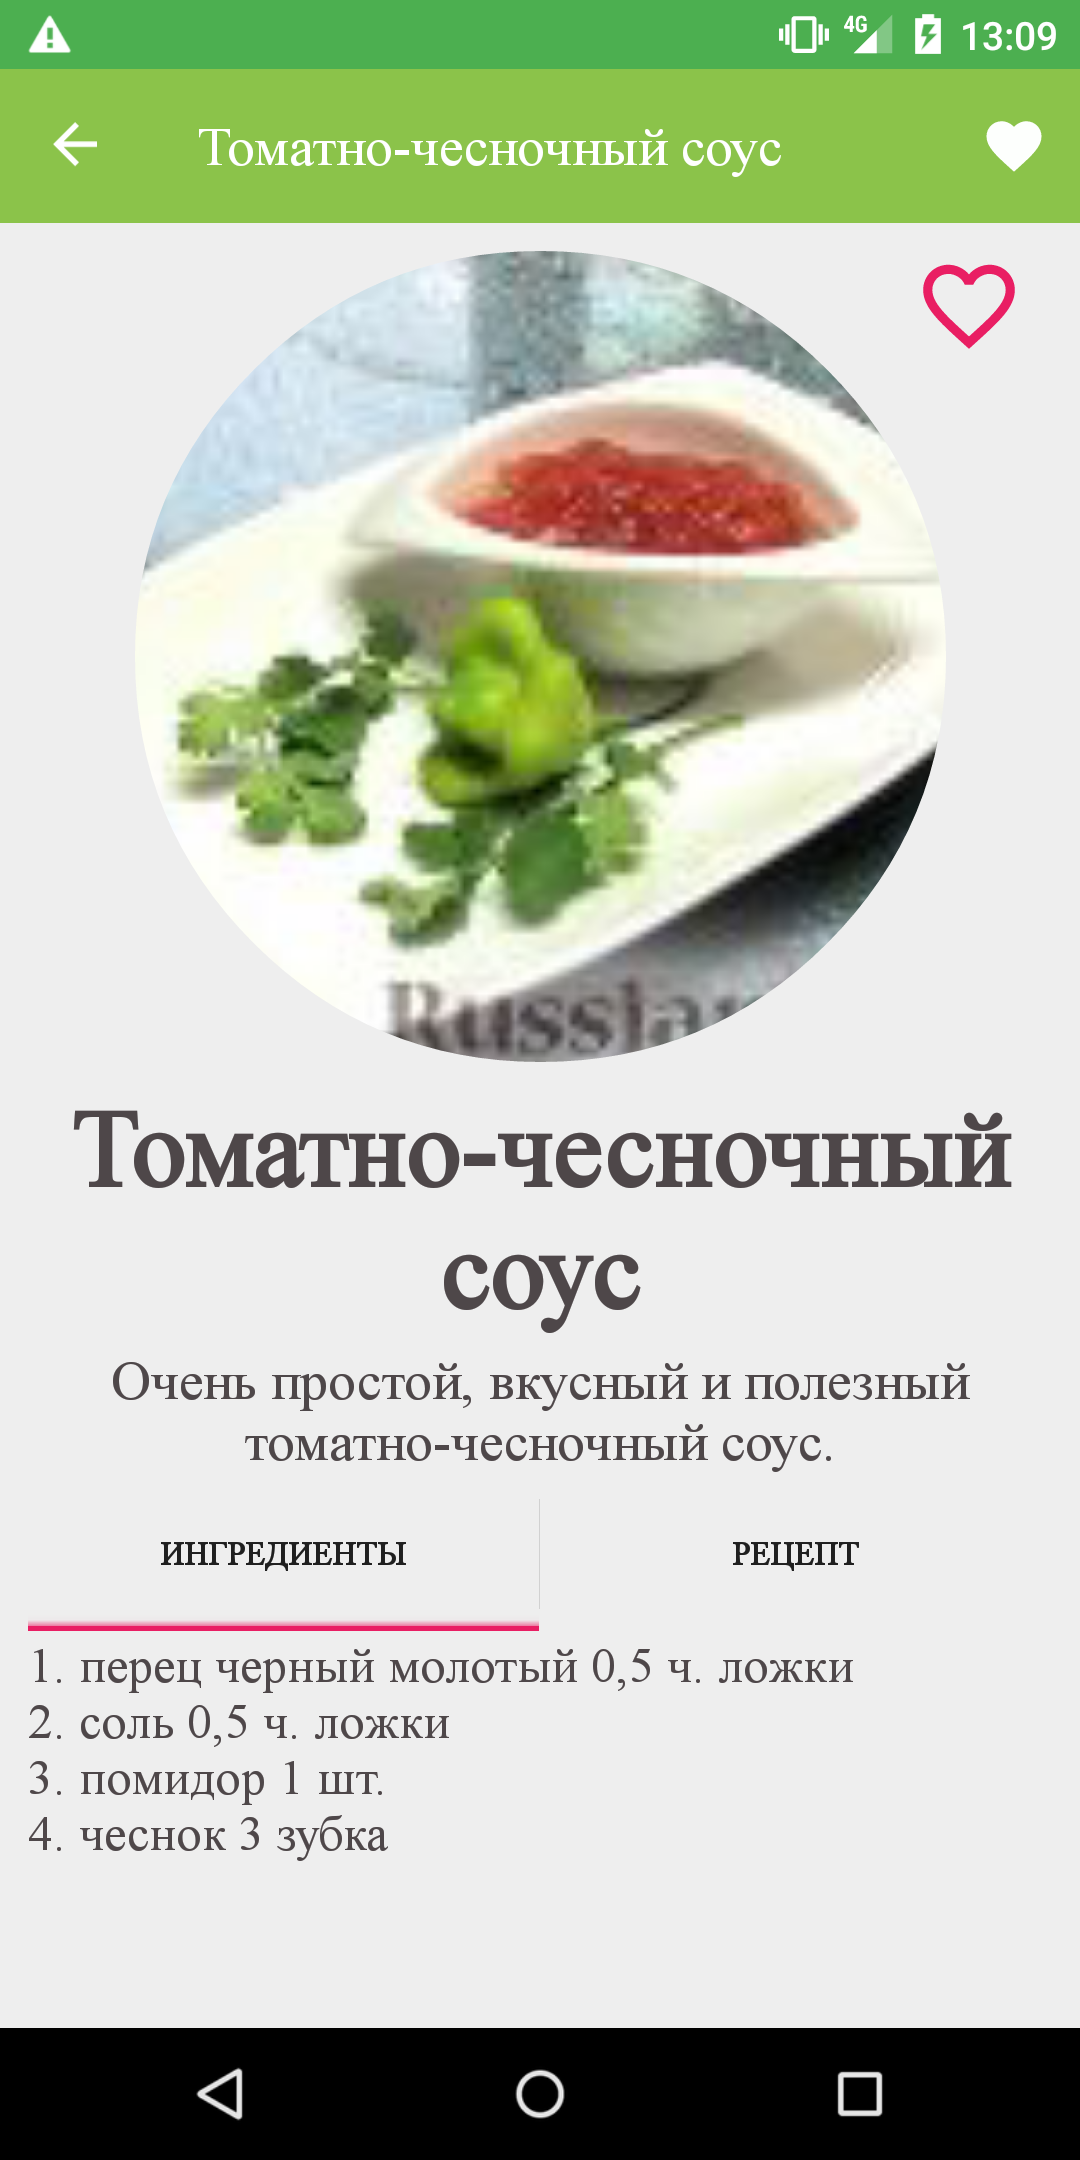 4G 13:09
Томатно-чесночный соус
Russian
Томатно-чесночный
соус
Очень простой, вкусный и полезный
томатно-чесночный соус.
ИНГРЕДИЕНТЫ РЕЦЕПТ
1. перец черный молотый 0,5 ч. ложки
2. соль 0,5 ч. ложки
3. помидор 1 шт.
4. чеснок 3 зубка